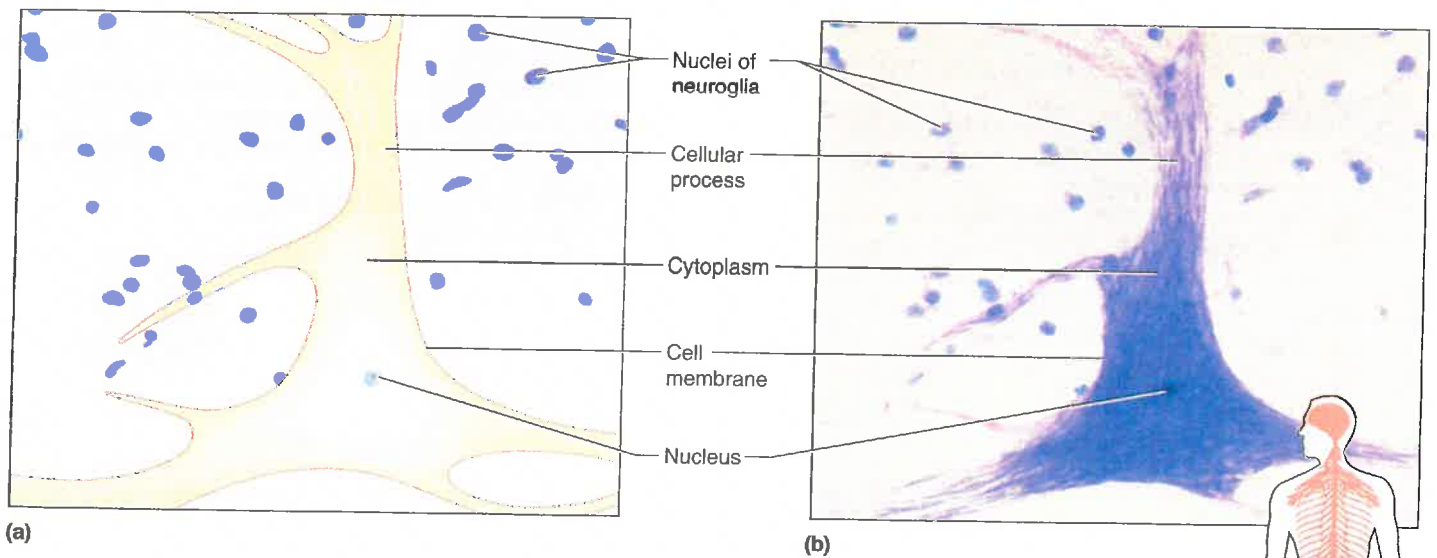 Nuclei of
neuroglia
Cellular
process
Cytoplasm
Cell
membrane
Nucleus
(a)
(b)